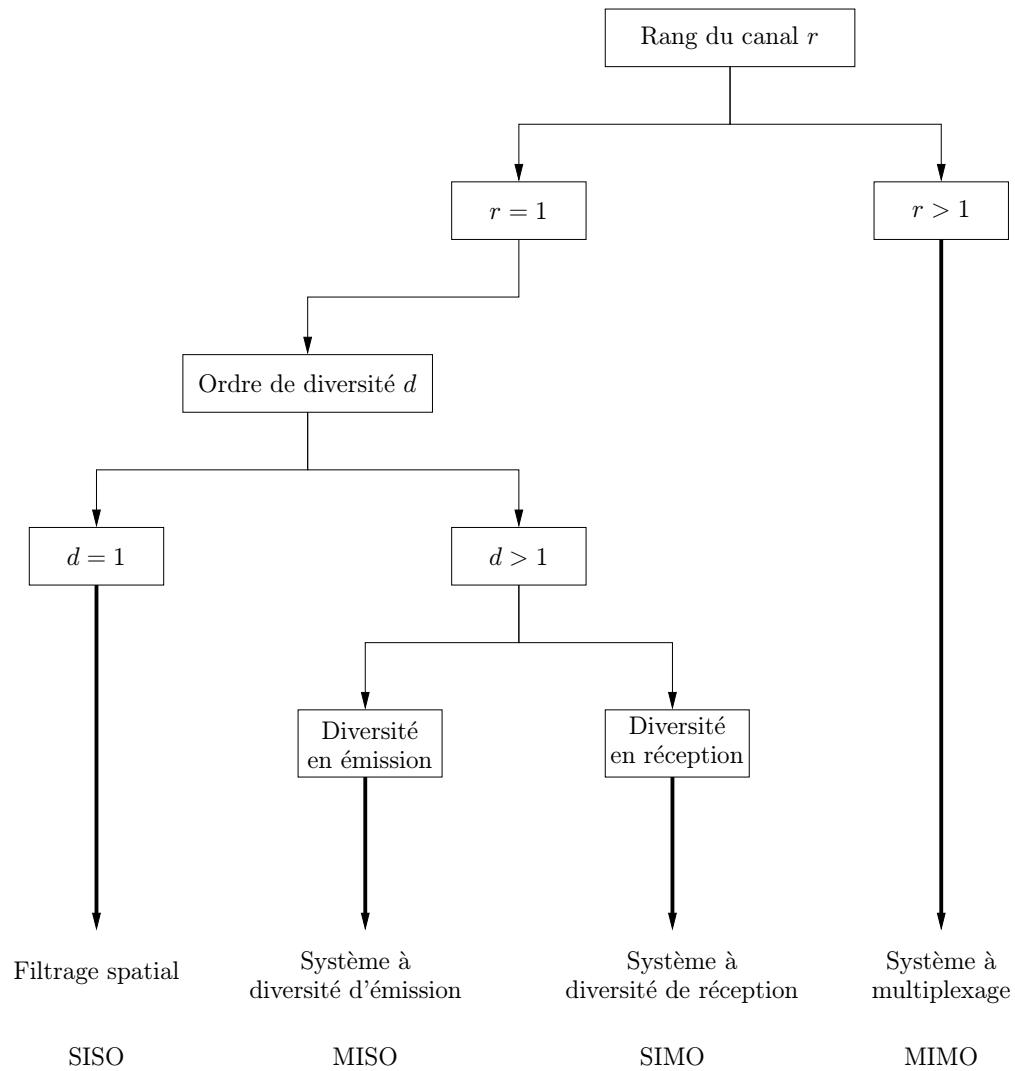 Rang du canal r
r = 1
r > 1
Ordre de diversité d
d = 1
d > 1
Diversité
en émission
Diversité
en réception
Filtrage spatial
Système à
diversité d'émission
Système à
diversité de réception
Système à
multiplexage
SISO
MISO
SIMO
MIMO